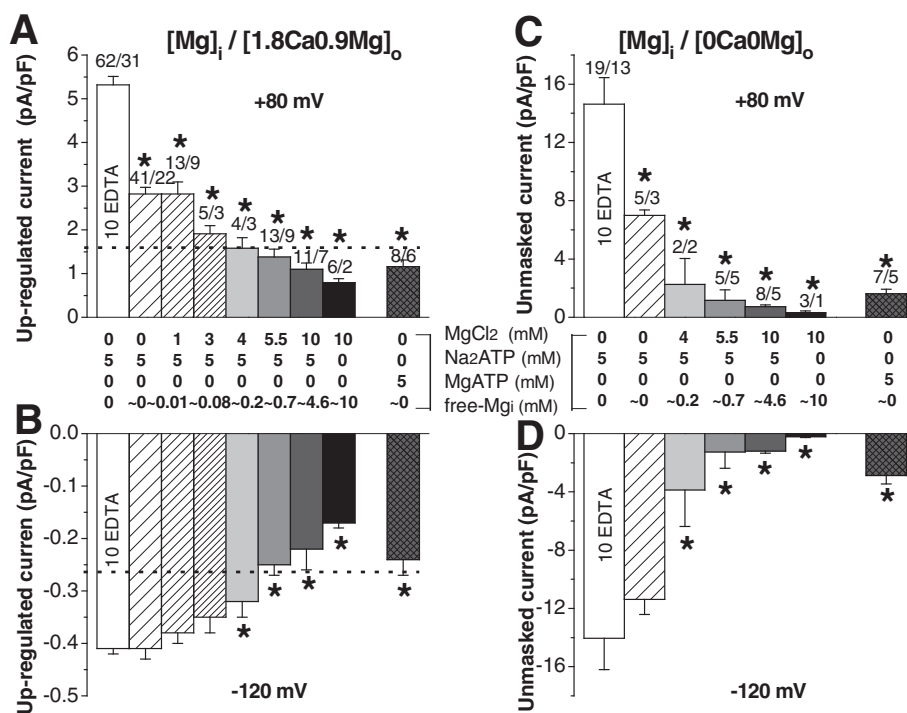 A
[Mg]i / [1.8Ca0.9Mg]o
C
[Mg]i / [0Ca0Mg]o
Up-regulated current (pA/pF)
6
5
4
3
2
1
0
+80 mV
62/31
10 EDTA
*
41/22
*
13/9
*
5/3
*
4/3
*
13/9
*
11/7
*
6/2
*
8/6
Unmasked current (pA/pF)
16
12
8
4
0
+80 mV
19/13
10 EDTA
*
5/3
*
2/2
*
5/5
*
8/5
*
3/1
*
7/5
0 0 1 3 4 5.5 10 10 0 MgCl2 (mM) 0 0 4 5.5 10 10 0
5 5 5 5 5 5 5 0 0 Na2ATP (mM) 5 5 5 5 5 0 0
0 0 0 0 0 0 0 0 5 MgATP (mM) 0 0 0 0 0 0 5
0 ~0 ~0.01 ~0.08 ~0.2 ~0.7 ~4.6 ~10 ~0 free-Mgi (mM) 0 ~0 ~0.2 ~0.7 ~4.6 ~10 ~0
B
Up-regulated curren (pA/pF)
0.0
-0.1
-0.2
-0.3
-0.4
-0.5
10 EDTA
*
*
*
*
*
-120 mV
D
Unmasked current (pA/pF)
0
-4
-8
-12
-16
10 EDTA
*
*
*
*
*
-120 mV